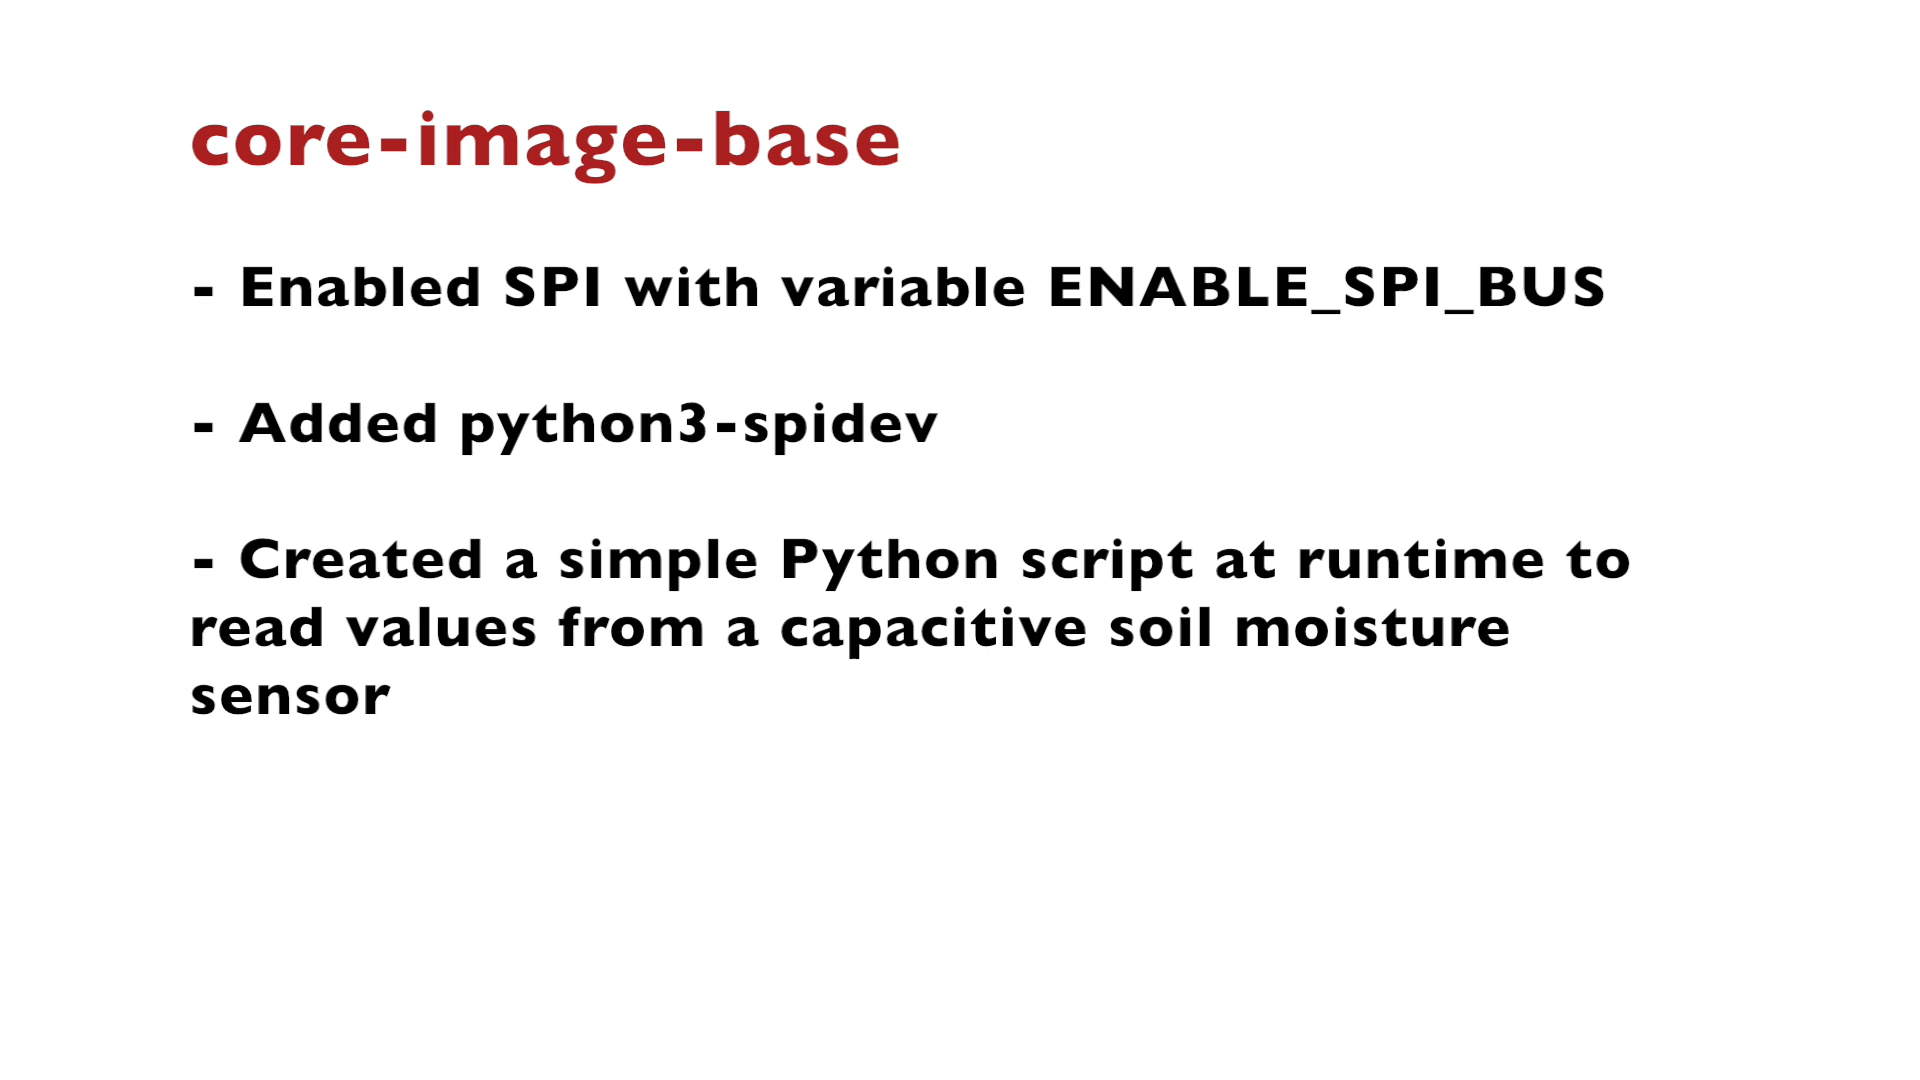 core-image-base
- Enabled SPI with variable ENABLE_SPI_BUS
- Added python3-spidev
- Created a simple Python script at runtime to
read values from a capacitive soil moisture
sensor